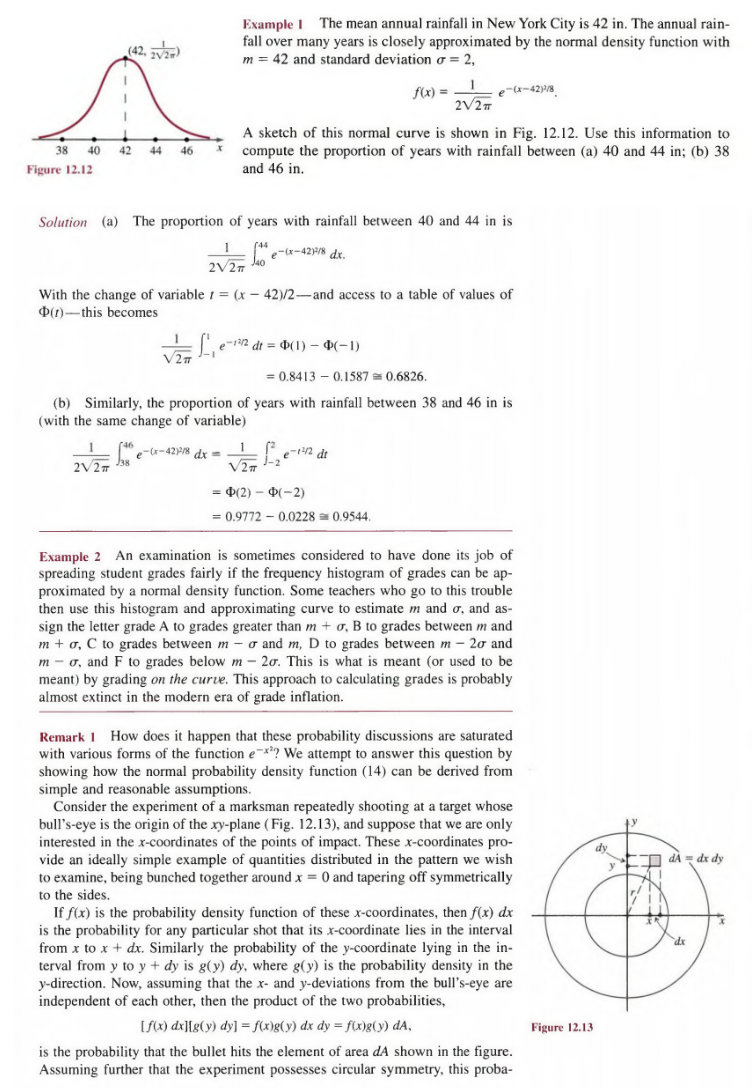 (42, 1/(2√2π))
38 40 42 44 46 x
Figure 12.12
Example 1 The mean annual rainfall in New York City is 42 in. The annual rain-
fall over many years is closely approximated by the normal density function with
m = 42 and standard deviation σ = 2,
f(x) = 1/(2√2π) e^{-(x-42)²/8}.
A sketch of this normal curve is shown in Fig. 12.12. Use this information to
compute the proportion of years with rainfall between (a) 40 and 44 in; (b) 38
and 46 in.
Solution (a) The proportion of years with rainfall between 40 and 44 in is
1/(2√2π) ∫_{40}^{44} e^{-(x-42)²/8} dx.
With the change of variable t = (x − 42)/2—and access to a table of values of
Φ(t)—this becomes
1/√2π ∫_{-1}^{1} e^{-t²/2} dt = Φ(1) − Φ(−1)
= 0.8413 − 0.1587 ≅ 0.6826.
(b) Similarly, the proportion of years with rainfall between 38 and 46 in is
(with the same change of variable)
1/(2√2π) ∫_{38}^{46} e^{-(x-42)²/8} dx = 1/√2π ∫_{-2}^{2} e^{-t²/2} dt
= Φ(2) − Φ(−2)
= 0.9772 − 0.0228 ≅ 0.9544.
Example 2 An examination is sometimes considered to have done its job of
spreading student grades fairly if the frequency histogram of grades can be ap-
proximated by a normal density function. Some teachers who go to this trouble
then use this histogram and approximating curve to estimate m and σ, and as-
sign the letter grade A to grades greater than m + σ, B to grades between m and
m + σ, C to grades between m − σ and m, D to grades between m − 2σ and
m − σ, and F to grades below m − 2σ. This is what is meant (or used to be
meant) by grading on the curve. This approach to calculating grades is probably
almost extinct in the modern era of grade inflation.
Remark 1 How does it happen that these probability discussions are saturated
with various forms of the function e^{-x²}? We attempt to answer this question by
showing how the normal probability density function (14) can be derived from
simple and reasonable assumptions.
Consider the experiment of a marksman repeatedly shooting at a target whose
bull's-eye is the origin of the xy-plane (Fig. 12.13), and suppose that we are only
interested in the x-coordinates of the points of impact. These x-coordinates pro-
vide an ideally simple example of quantities distributed in the pattern we wish
to examine, being bunched together around x = 0 and tapering off symmetrically
to the sides.
If f(x) is the probability density function of these x-coordinates, then f(x) dx
is the probability for any particular shot that its x-coordinate lies in the interval
from x to x + dx. Similarly the probability of the y-coordinate lying in the in-
terval from y to y + dy is g(y) dy, where g(y) is the probability density in the
y-direction. Now, assuming that the x- and y-deviations from the bull's-eye are
independent of each other, then the product of the two probabilities,
[f(x) dx][g(y) dy] = f(x)g(y) dx dy = f(x)g(y) dA,
is the probability that the bullet hits the element of area dA shown in the figure.
Assuming further that the experiment possesses circular symmetry, this proba-
y
dy
y
dA = dx dy
r
x
x
dx
Figure 12.13